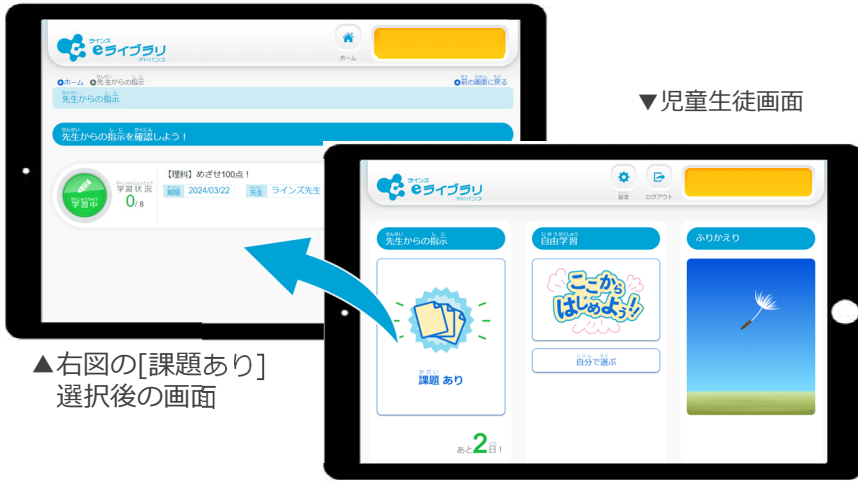 ラインズ
eライブラリ
アドバンス
ホーム
ホーム 先生からの指示
前の画面に戻る
先生からの指示
先生からの指示を確認しよう！
学習中
学習状況
0/8
【理科】めざせ100点！
期限 2024/03/22 先生 ラインズ先生
▲右図の[課題あり]
選択後の画面
▼児童生徒画面
ラインズ
eライブラリ
アドバンス
設定
ログアウト
先生からの指示
課題 あり
あと2日！
自由学習
ここから
はじめよう！
自分で選ぶ
ふりかえり